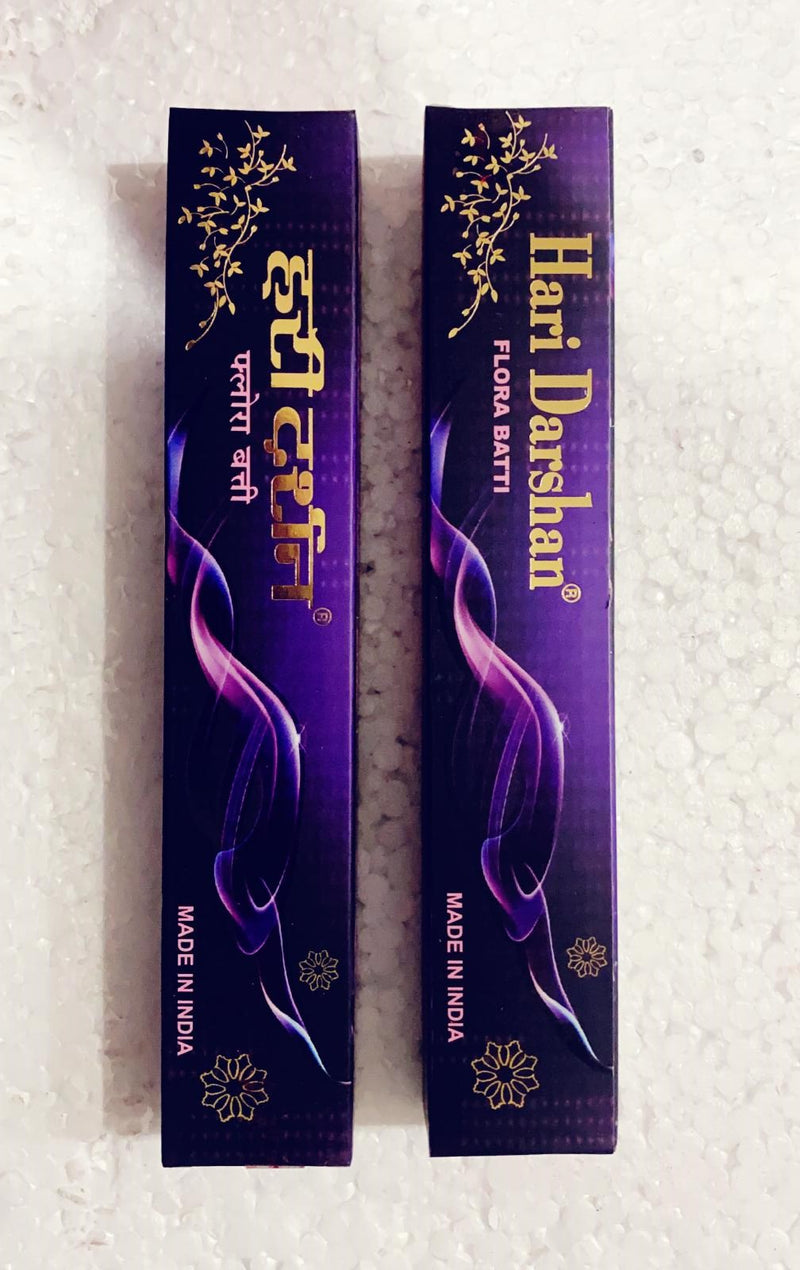 हरी दर्शन®
फ्लोरा बत्ती
MADE IN INDIA
Hari Darshan®
FLORA BATTI
MADE IN INDIA